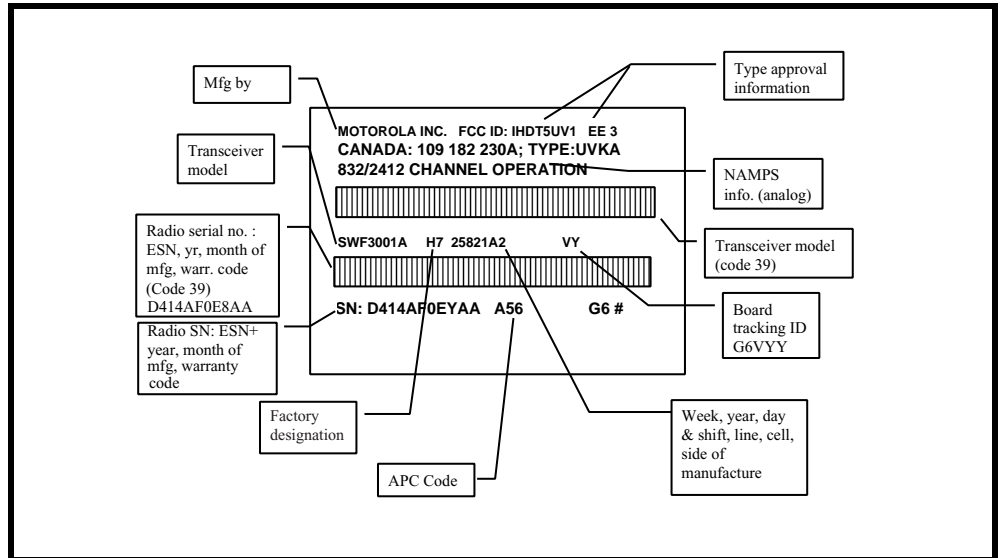 Mfg by
Type approval
information
MOTOROLA INC. FCC ID: IHDT5UV1 EE 3
CANADA: 109 182 230A; TYPE:UVKA
832/2412 CHANNEL OPERATION
Transceiver
model
NAMPS
info. (analog)
Radio serial no. :
ESN, yr, month of
mfg, warr. code
(Code 39)
D414AF0E8AA
Transceiver model
(code 39)
SWF3001A H7 25821A2 VY
SN: D414AF0EYAA A56 G6 #
Radio SN: ESN+
year, month of
mfg, warranty
code
Board
tracking ID
G6VYY
Factory
designation
Week, year, day
& shift, line, cell,
side of
manufacture
APC Code